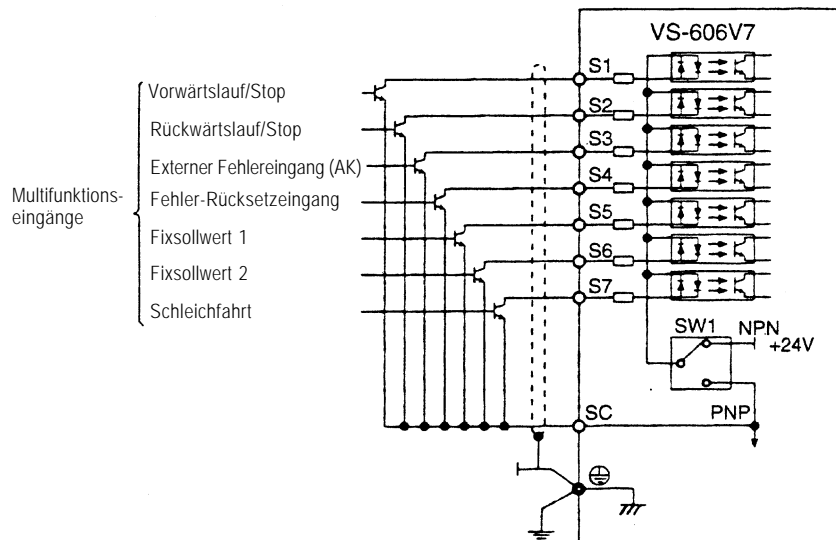 VS-606V7
Multifunktions-
eingänge
Vorwärtslauf/Stop
Rückwärtslauf/Stop
Externer Fehlereingang (AK)
Fehler-Rücksetzeingang
Fixsollwert 1
Fixsollwert 2
Schleichfahrt
S1
S2
S3
S4
S5
S6
S7
SW1
NPN
+24V
SC
PNP